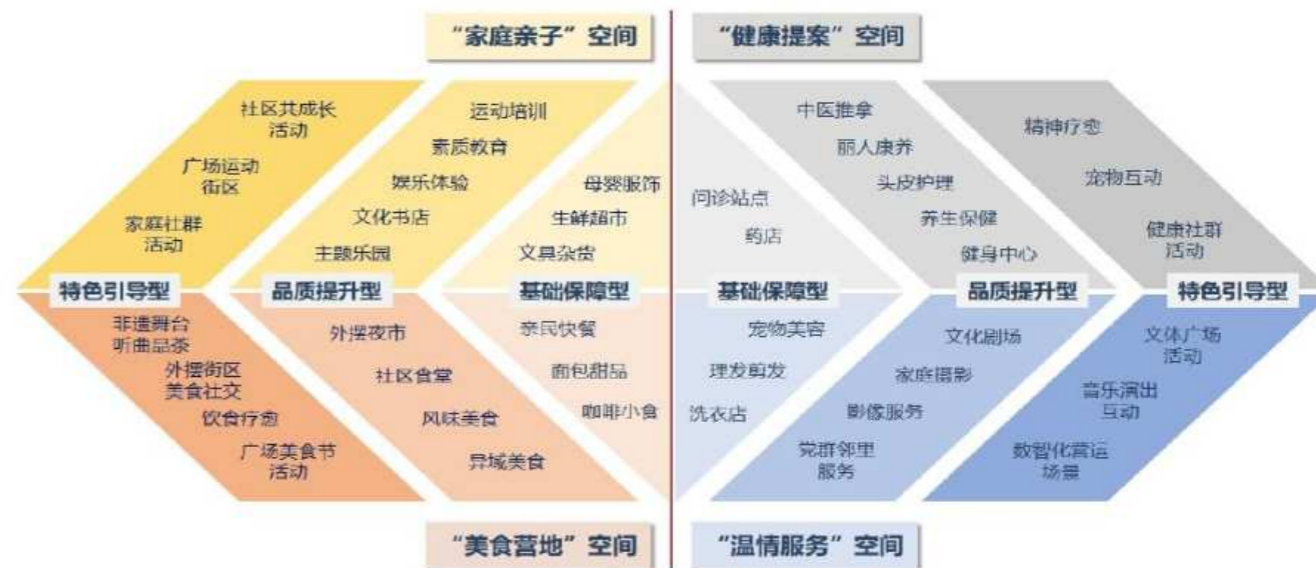 “家庭亲子”空间
“健康提案”空间
社区共成长
活动
广场运动
街区
家庭社群
活动
运动培训
素质教育
娱乐体验
文化书店
主题乐园
母婴服饰
生鲜超市
文具杂货
问诊站点
药店
中医推拿
丽人康养
头皮护理
养生保健
健身中心
精神疗愈
宠物互动
健康社群
活动
特色引导型
品质提升型
基础保障型
基础保障型
品质提升型
特色引导型
非遗舞台
听曲品茶
外摆街区
美食社交
饮食疗愈
广场美食节
活动
外摆夜市
社区食堂
风味美食
异域美食
亲民快餐
面包甜品
咖啡小食
宠物美容
理发剪发
洗衣店
文化剧场
家庭摄影
影像服务
党群邻里
服务
文体广场
活动
音乐演出
互动
数智化营运
场景
“美食营地”空间
“温情服务”空间